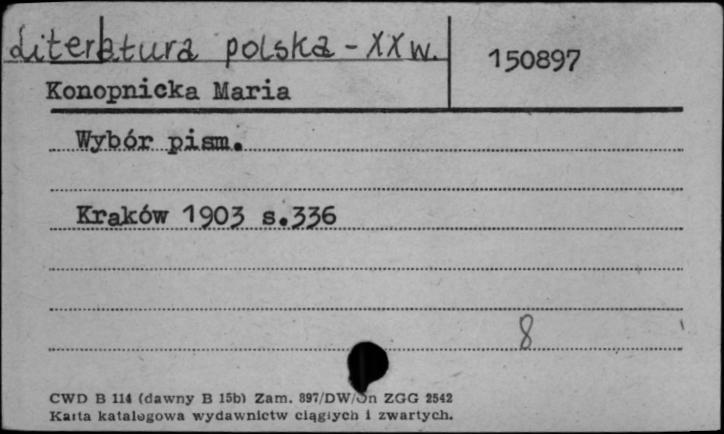 Literatura polska - XX w.
150897
Konopnicka Maria
Wybór pism.
Kraków 1903 s.336
8
CWD B 114 (dawny B 15b) Zam. 897/DW/On ZGG 2542
Karta katalogowa wydawnictw ciągłych i zwartych.